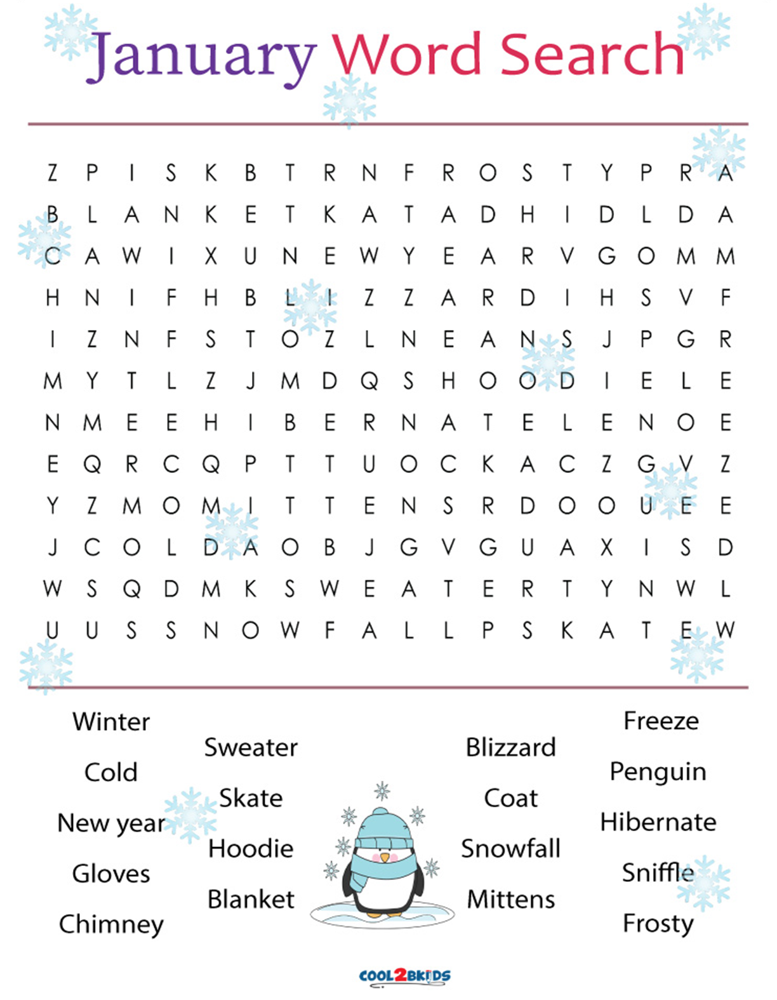 January Word Search
Z P I S K B T R N F R O S T Y P R A
B L A N K E T K A T A D H I D L D A
C A W I X U N E W Y E A R V G O M M
H N I F H B L I Z Z A R D I H S V F
I Z N F S T O Z L N E A N S J P G R
M Y T L Z J M D Q S H O O D I E L E
N M E E H I B E R N A T E L E N O E
E Q R C Q P T T U O C K A C Z G V Z
Y Z M O M I T T E N S R D O O U E E
J C O L D A O B J G V G U A X I S D
W S Q D M K S W E A T E R T Y N W L
U U S S N O W F A L L P S K A T E W
Winter
Cold
New year
Gloves
Chimney
Sweater
Skate
Hoodie
Blanket
Blizzard
Coat
Snowfall
Mittens
Freeze
Penguin
Hibernate
Sniffle
Frosty
COOL2BKIDS